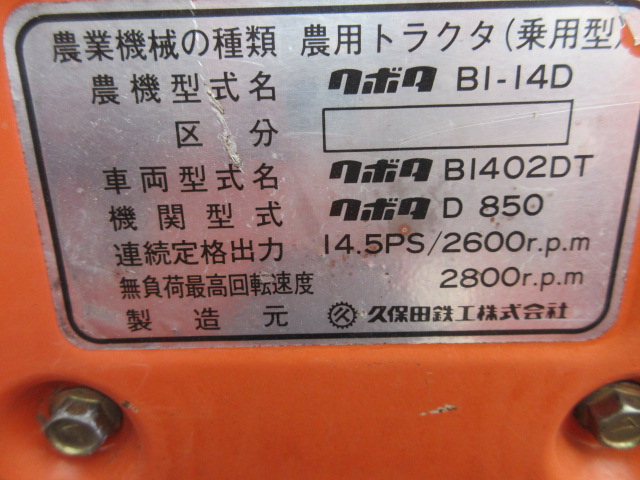 農業機械の種類 農用トラクタ(乗用型)
農機型式名 クボタ B1-14D
区分
車両型式名 クボタ B1402DT
機関型式 クボタ D 850
連続定格出力 14.5PS/2600r.p.m
無負荷最高回転速度 2800r.p.m
製造元 久 久保田鉄工株式会社